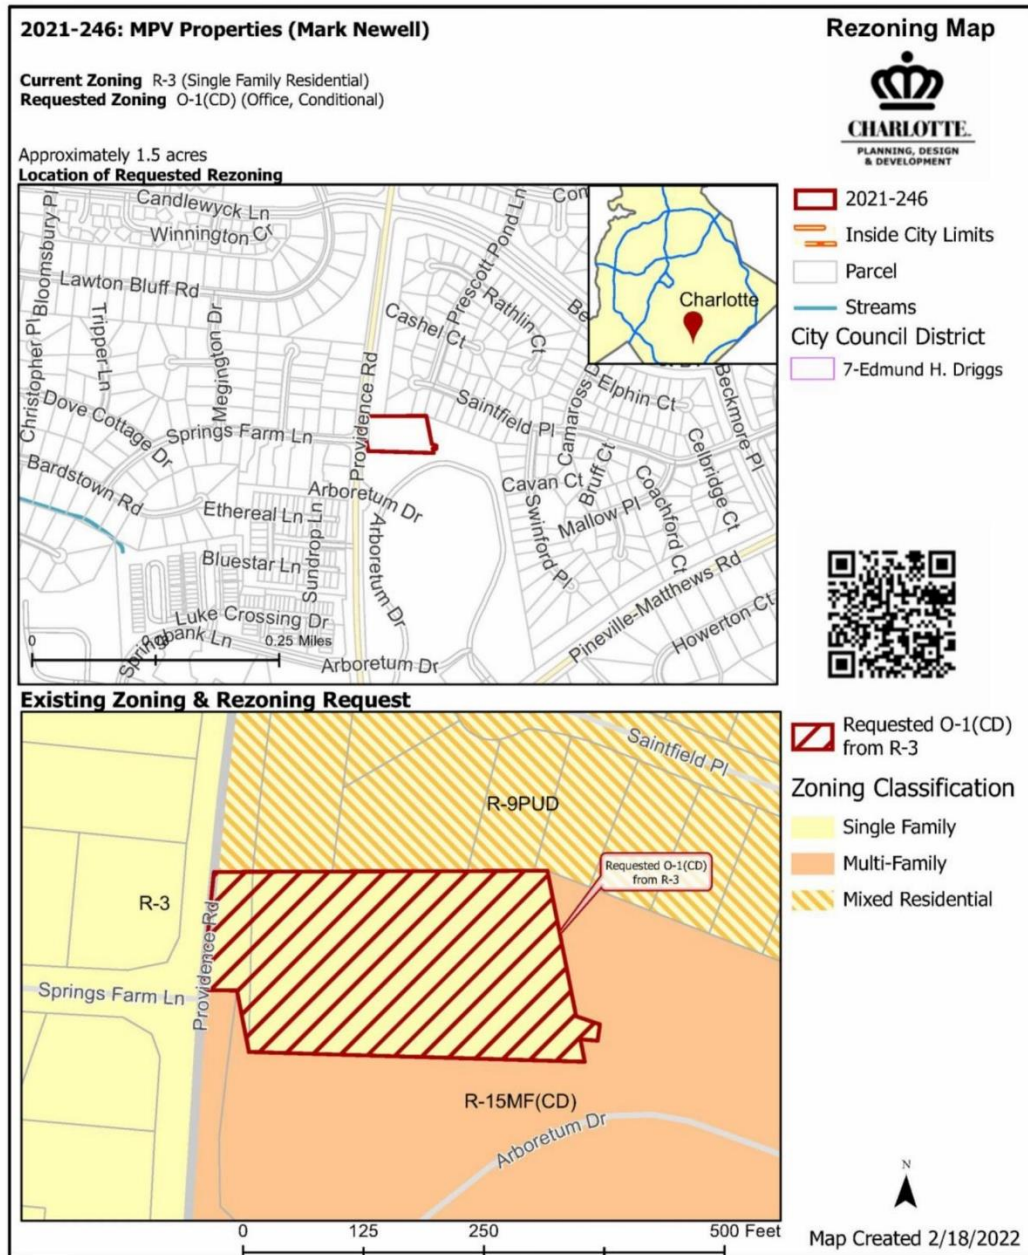 2021-246: MPV Properties (Mark Newell)
Current Zoning R-3 (Single Family Residential)
Requested Zoning O-1(CD) (Office, Conditional)
Approximately 1.5 acres
Location of Requested Rezoning
Rezoning Map
CHARLOTTE.
PLANNING, DESIGN
& DEVELOPMENT
Candlewyck Ln
Winnington Cr
Bloomsbury Pl
Lawton Bluff Rd
Christopher Pl
Tripper Ln
Megington Dr
Dove Cottage Dr
Springs Farm Ln
Bardstown Rd
Ethereal Ln
Bluestar Ln
Sundrop Ln
Luke Crossing Dr
Springbank Ln
Arboretum Dr
Arboretum Dr
Arboretum Dr
Providence Rd
Prescott Pond Ln
Rathlin Ct
Cashel Ct
Saintfield Pl
Elphin Ct
Beckmore Pl
Bruff Ct
Cavan Ct
Celbridge Ct
Coachford Ct
Mallow Pl
Swinford Pl
Pineville-Matthews Rd
Howerton Ct
Charlotte
0
0.25 Miles
2021-246
Inside City Limits
Parcel
Streams
City Council District
7-Edmund H. Driggs
Existing Zoning & Rezoning Request
Saintfield Pl
R-9PUD
Requested O-1(CD)
from R-3
R-3
Providence Rd
Springs Farm Ln
R-15MF(CD)
Arboretum Dr
0 125 250 500 Feet
Requested O-1(CD)
from R-3
Zoning Classification
Single Family
Multi-Family
Mixed Residential
N
Map Created 2/18/2022